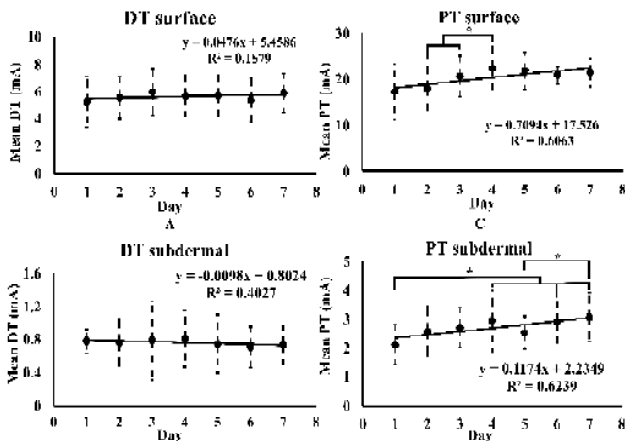 DT surface
y = 0.0476x + 5.4586
R² = 0.1579
Mean DT (mA)
10
8
6
4
2
0
0 1 2 3 4 5 6 7 8
Day
A
PT surface
*
y = 0.7094x + 17.526
R² = 0.6063
Mean PT (mA)
30
20
10
0
0 1 2 3 4 5 6 7 8
Day
C
DT subdermal
y = -0.0098x + 0.8024
R² = 0.4027
Mean DT (mA)
1.6
1.2
0.8
0.4
0
0 1 2 3 4 5 6 7 8
Day
PT subdermal
*
*
y = 0.1174x + 2.2349
R² = 0.6239
Mean PT (mA)
5
4
3
2
1
0
0 1 2 3 4 5 6 7 8
Day